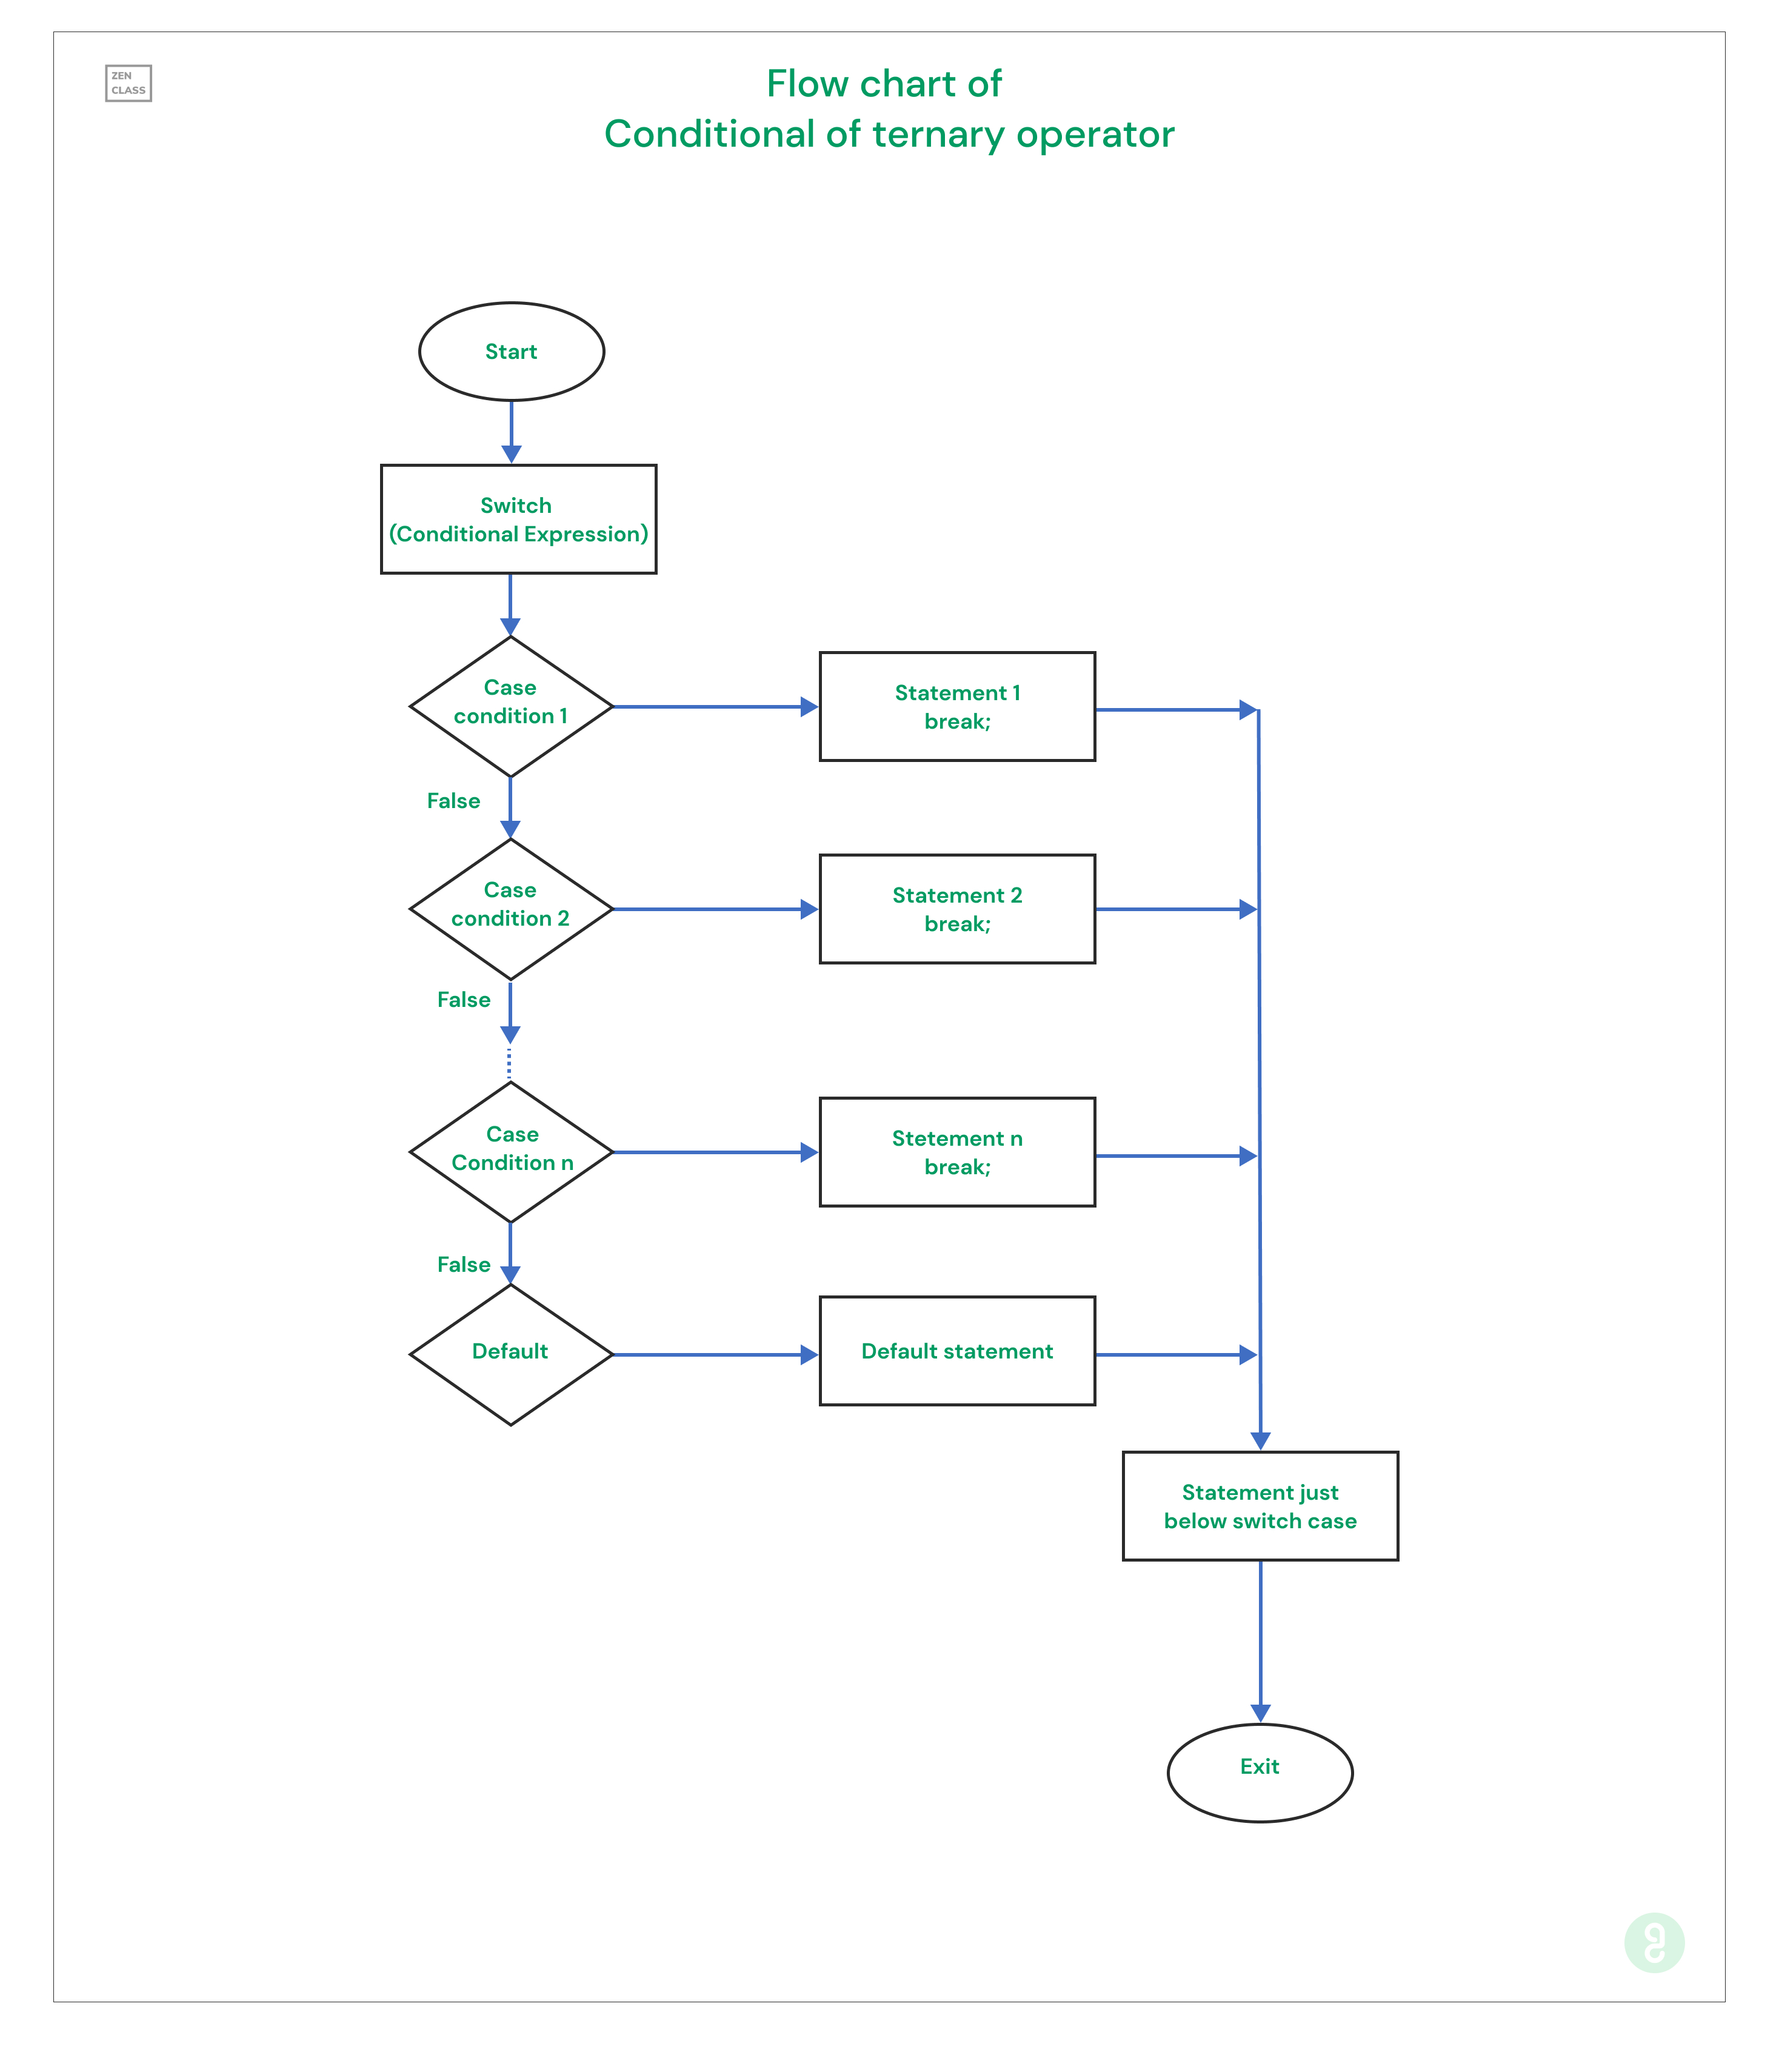 ZEN
CLASS
Flow chart of
Conditional of ternary operator
Start
Switch
(Conditional Expression)
Case
condition 1
Statement 1
break;
False
Case
condition 2
Statement 2
break;
False
Case
Condition n
Stetement n
break;
False
Default
Default statement
Statement just
below switch case
Exit